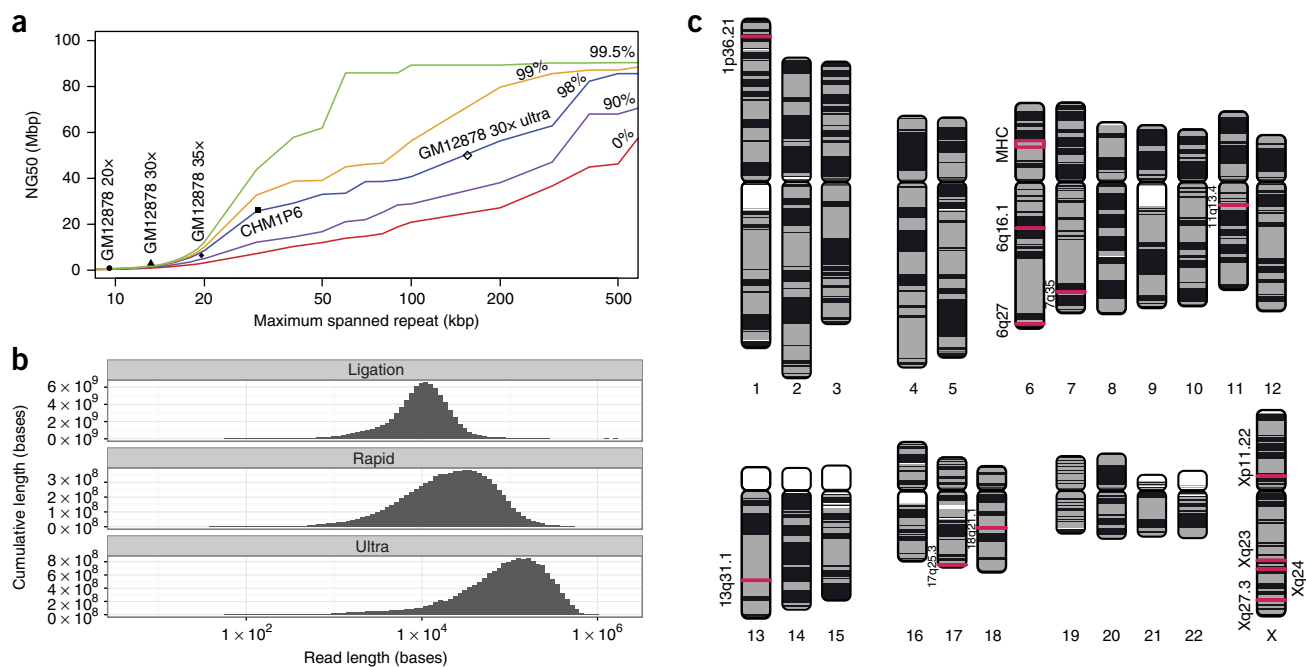 a
100
80
60
40
20
0
NG50 (Mbp)
10
20
50
100
200
500
Maximum spanned repeat (kbp)
GM12878 20×
GM12878 30×
GM12878 35×
CHM1P6
GM12878 30× ultra
99.5%
99%
98%
90%
0%
b
Ligation
6 × 10⁹
4 × 10⁹
2 × 10⁹
0 × 10⁹
Rapid
3 × 10⁸
2 × 10⁸
1 × 10⁸
0 × 10⁸
Ultra
8 × 10⁸
6 × 10⁸
4 × 10⁸
2 × 10⁸
0 × 10⁸
Cumulative length (bases)
1 × 10²
1 × 10⁴
1 × 10⁶
Read length (bases)
c
1p36.21
MHC
6q16.1
6q27
7q35
11q13.4
1
2
3
4
5
6
7
8
9
10
11
12
13q31.1
17q25.3
18q21.1
Xp11.22
Xq23
Xq24
Xq27.3
13
14
15
16
17
18
19
20
21
22
X